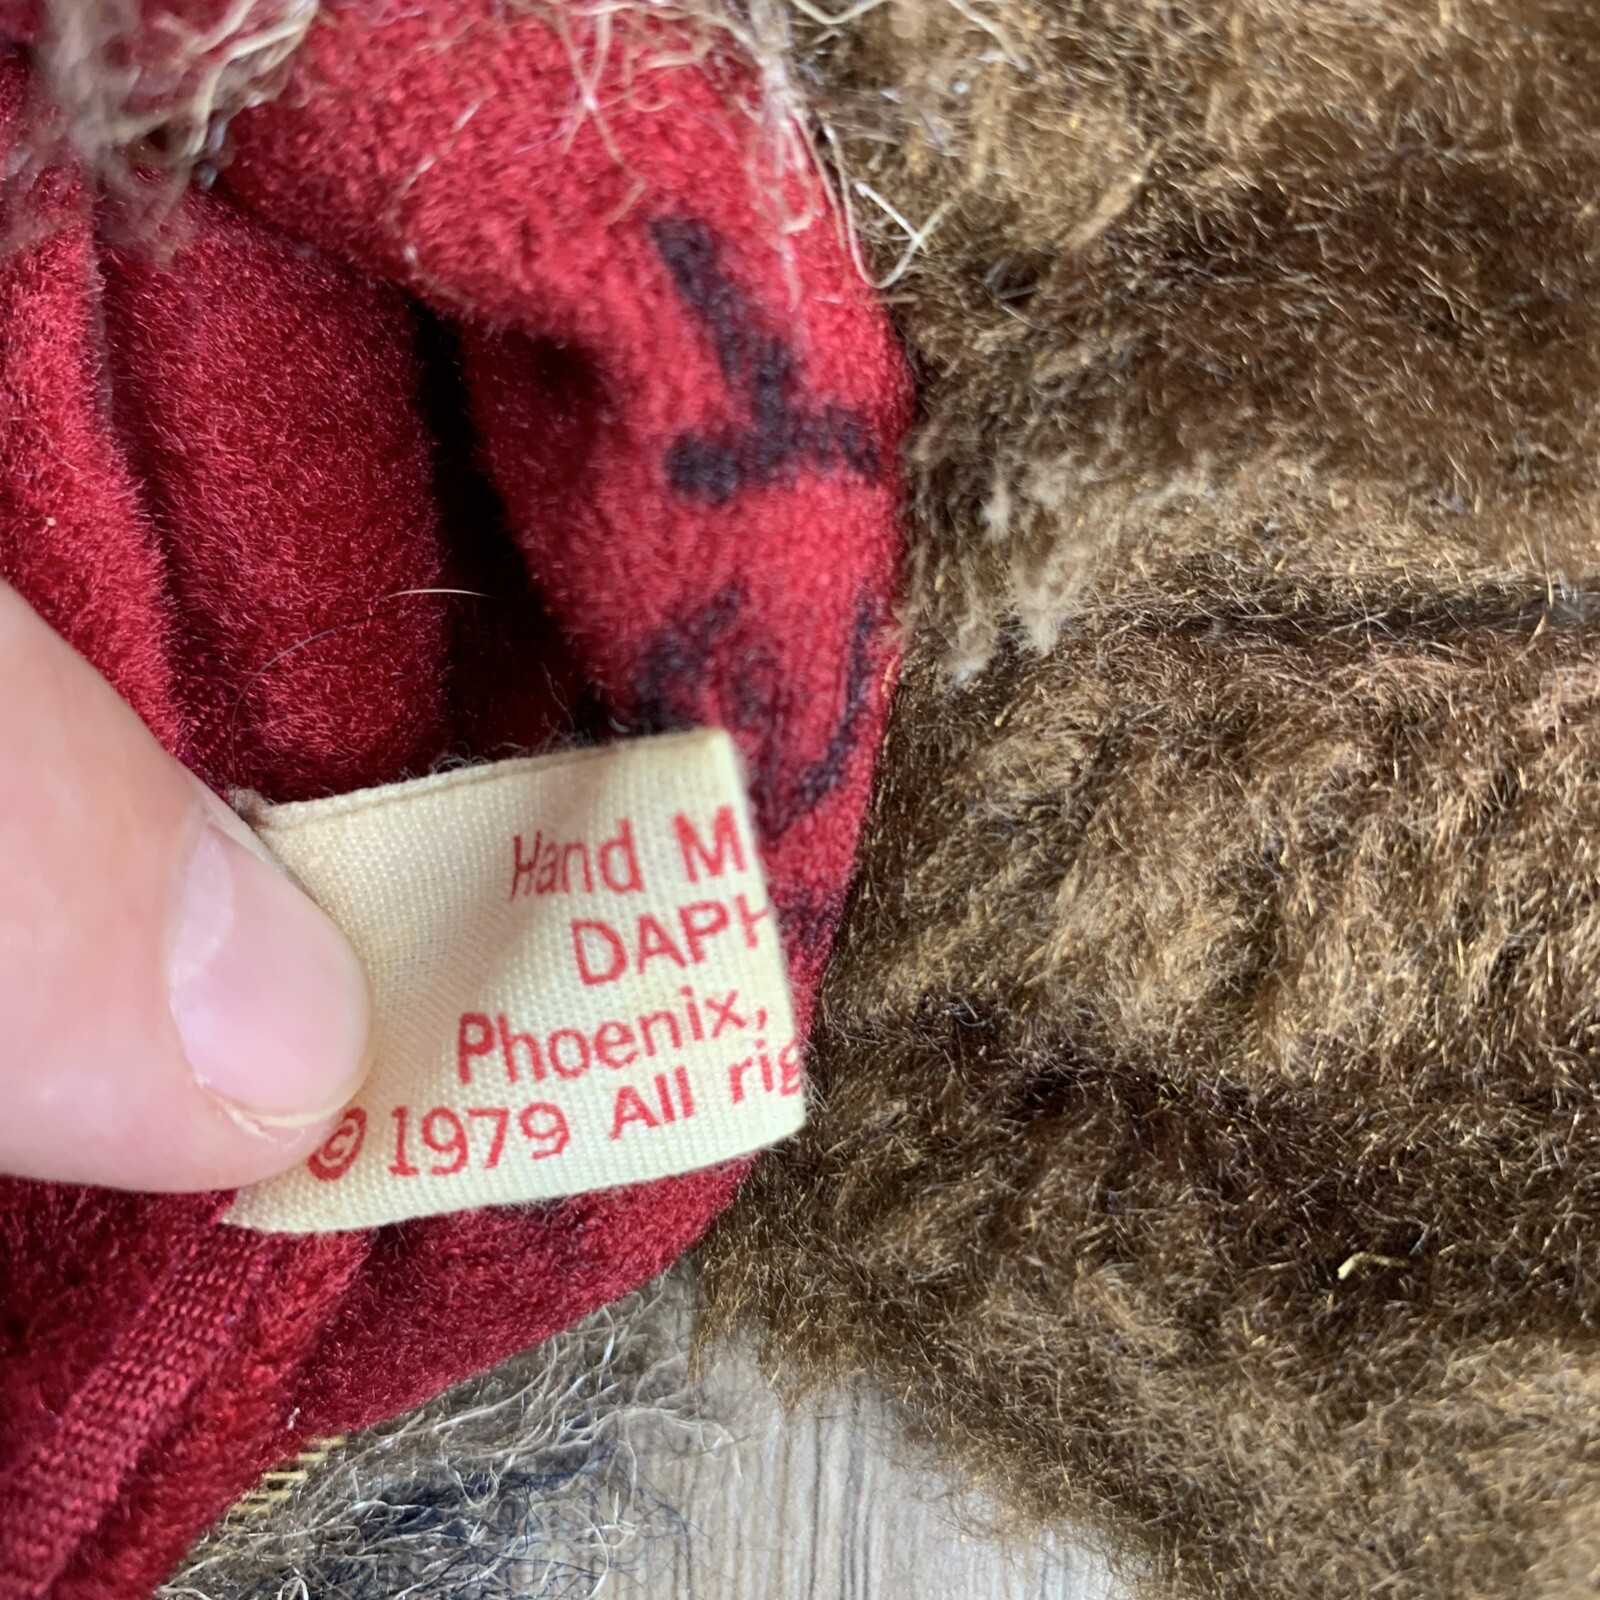 Hand M
DAPH
Phoenix,
© 1979 All rig